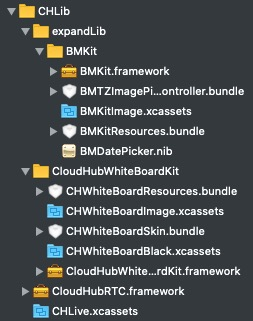 CHLib
expandLib
BMKit
BMKit.framework
BMTZImagePi...ontroller.bundle
BMKitImage.xcassets
BMKitResources.bundle
BMDatePicker.nib
CloudHubWhiteBoardKit
CHWhiteBoardResources.bundle
CHWhiteBoardImage.xcassets
CHWhiteBoardSkin.bundle
CHWhiteBoardBlack.xcassets
CloudHubWhite...rdKit.framework
CloudHubRTC.framework
CHLive.xcassets